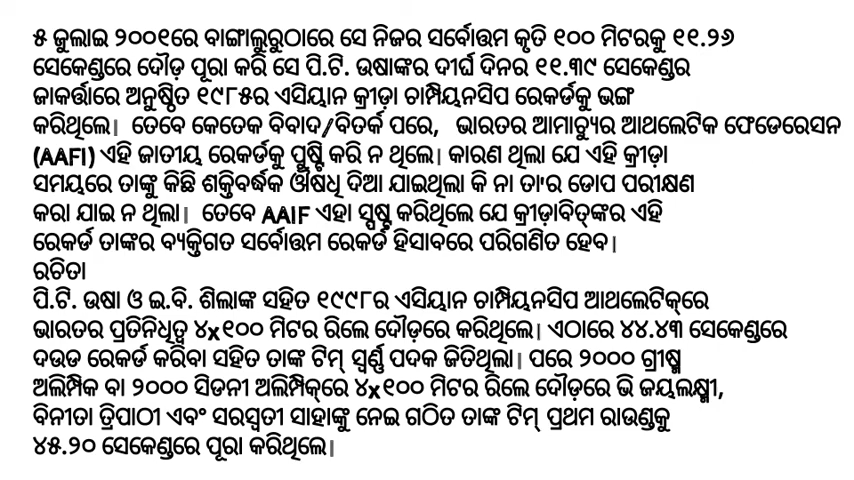 ୫ ଜୁଲାଇ ୨୦୦୧ରେ ବାଙ୍ଗାଲୁରୁଠାରେ ସେ ନିଜର ସର୍ବୋତ୍ତମ କୃତି ୧୦୦ ମିଟରକୁ ୧୧.୨୬
ସେକେଣ୍ଡରେ ଦୌଡ଼ ପୂରା କରି ସେ ପି.ଟି. ଉଷାଙ୍କର ଦୀର୍ଘ ଦିନର ୧୧.୩୯ ସେକେଣ୍ଡର
ଜାକର୍ତ୍ତାରେ ଅନୁଷ୍ଠିତ ୧୯୮୫ର ଏସିୟାନ କ୍ରୀଡ଼ା ଚାମ୍ପିୟନସିପ ରେକର୍ଡକୁ ଭଙ୍ଗ
କରିଥିଲେ। ତେବେ କେତେକ ବିବାଦ/ବିତର୍କ ପରେ, ଭାରତର ଆମାଚ୍ୟୁର ଆଥଲେଟିକ ଫେଡେରେସନ
(AAFI) ଏହି ଜାତୀୟ ରେକର୍ଡକୁ ପୁଷ୍ଟି କରି ନ ଥିଲେ। କାରଣ ଥିଲା ଯେ ଏହି କ୍ରୀଡ଼ା
ସମୟରେ ତାଙ୍କୁ କିଛି ଶକ୍ତିବର୍ଦ୍ଧକ ଔଷଧି ଦିଆ ଯାଇଥିଲା କି ନା ତା'ର ଡୋପ ପରୀକ୍ଷଣ
କରା ଯାଇ ନ ଥିଲା। ତେବେ AAIF ଏହା ସ୍ପଷ୍ଟ କରିଥିଲେ ଯେ କ୍ରୀଡ଼ାବିତ୍‌ଙ୍କର ଏହି
ରେକର୍ଡ ତାଙ୍କର ବ୍ୟକ୍ତିଗତ ସର୍ବୋତ୍ତମ ରେକର୍ଡ ହିସାବରେ ପରିଗଣିତ ହେବ।
ରଚିତା
ପି.ଟି. ଉଷା ଓ ଇ.ବି. ଶିଲାଙ୍କ ସହିତ ୧୯୯୮ର ଏସିୟାନ ଚାମ୍ପିୟନସିପ ଆଥଲେଟିକ୍‌ରେ
ଭାରତର ପ୍ରତିନିଧିତ୍ୱ ୪x୧୦୦ ମିଟର ରିଲେ ଦୌଡ଼ରେ କରିଥିଲେ। ଏଠାରେ ୪୪.୪୩ ସେକେଣ୍ଡରେ
ଦଉଡ ରେକର୍ଡ କରିବା ସହିତ ତାଙ୍କ ଟିମ୍ ସ୍ୱର୍ଣ୍ଣ ପଦକ ଜିତିଥିଲା। ପରେ ୨୦୦୦ ଗ୍ରୀଷ୍ମ
ଅଲିମ୍ପିକ ବା ୨୦୦୦ ସିଡନୀ ଅଲିମ୍ପିକ୍‌ରେ ୪x୧୦୦ ମିଟର ରିଲେ ଦୌଡ଼ରେ ଭି ଜୟଲକ୍ଷ୍ମୀ,
ବିନୀତା ତ୍ରିପାଠୀ ଏବଂ ସରସ୍ୱତୀ ସାହାଙ୍କୁ ନେଇ ଗଠିତ ତାଙ୍କ ଟିମ୍ ପ୍ରଥମ ରାଉଣ୍ଡକୁ
୪୫.୨୦ ସେକେଣ୍ଡରେ ପୂରା କରିଥିଲେ।